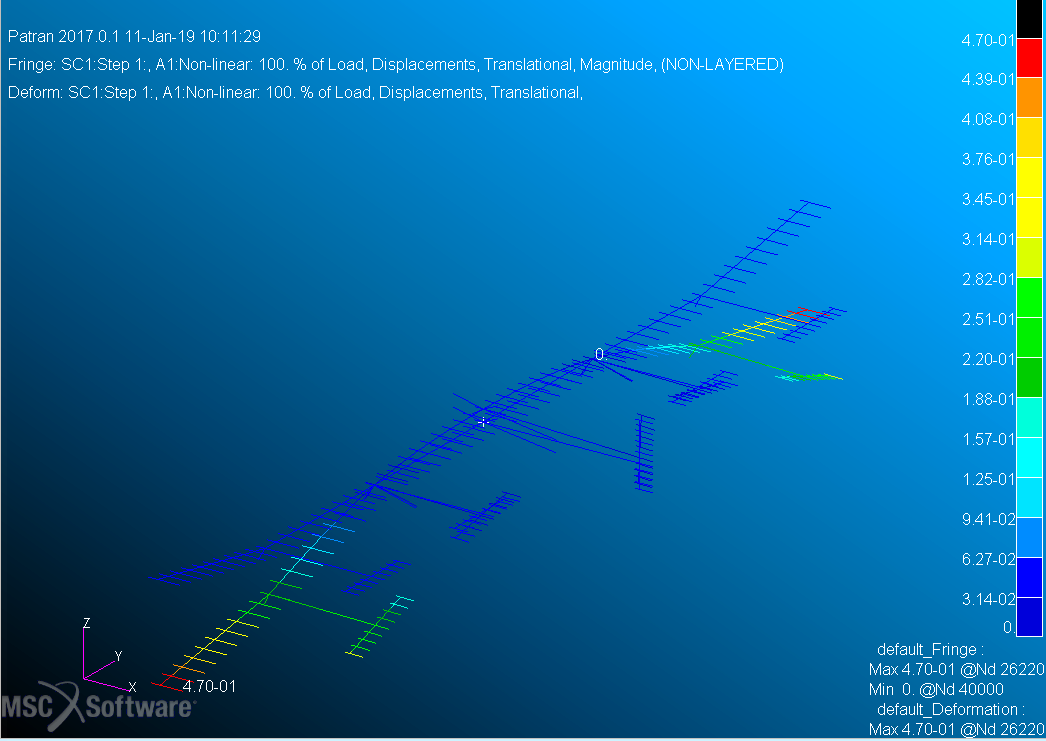 Patran 2017.0.1 11-Jan-19 10:11:29
Fringe: SC1:Step 1:, A1:Non-linear: 100. % of Load, Displacements, Translational, Magnitude, (NON-LAYERED)
Deform: SC1:Step 1:, A1:Non-linear: 100. % of Load, Displacements, Translational,
4.70-01
4.39-01
4.08-01
3.76-01
3.45-01
3.14-01
2.82-01
2.51-01
2.20-01
1.88-01
1.57-01
1.25-01
9.41-02
6.27-02
3.14-02
0.
0.
4.70-01
Z
Y
X
MSC Software
default_Fringe :
Max 4.70-01 @Nd 26220
Min 0. @Nd 40000
default_Deformation :
Max 4.70-01 @Nd 26220